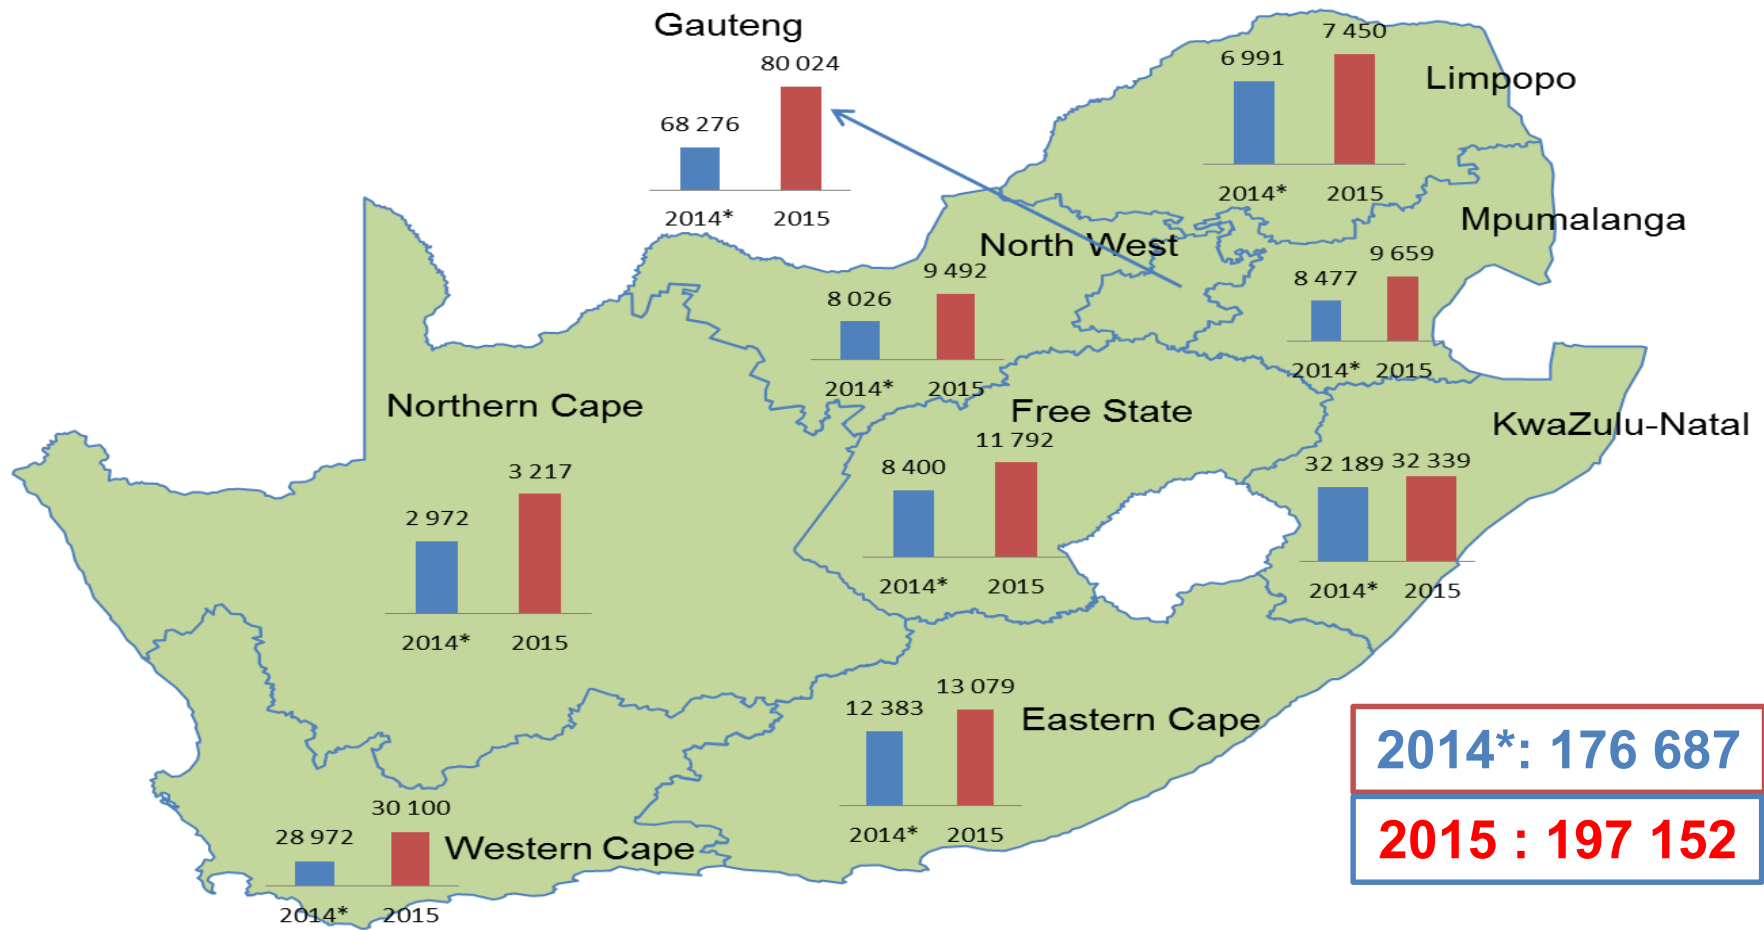 Gauteng
68 276 80 024
2014* 2015
Limpopo
6 991 7 450
2014* 2015
Mpumalanga
8 477 9 659
2014* 2015
North West
8 026 9 492
2014* 2015
Northern Cape
2 972 3 217
2014* 2015
Free State
8 400 11 792
2014* 2015
KwaZulu-Natal
32 189 32 339
2014* 2015
Eastern Cape
12 383 13 079
2014* 2015
Western Cape
28 972 30 100
2014* 2015
2014*: 176 687
2015 : 197 152